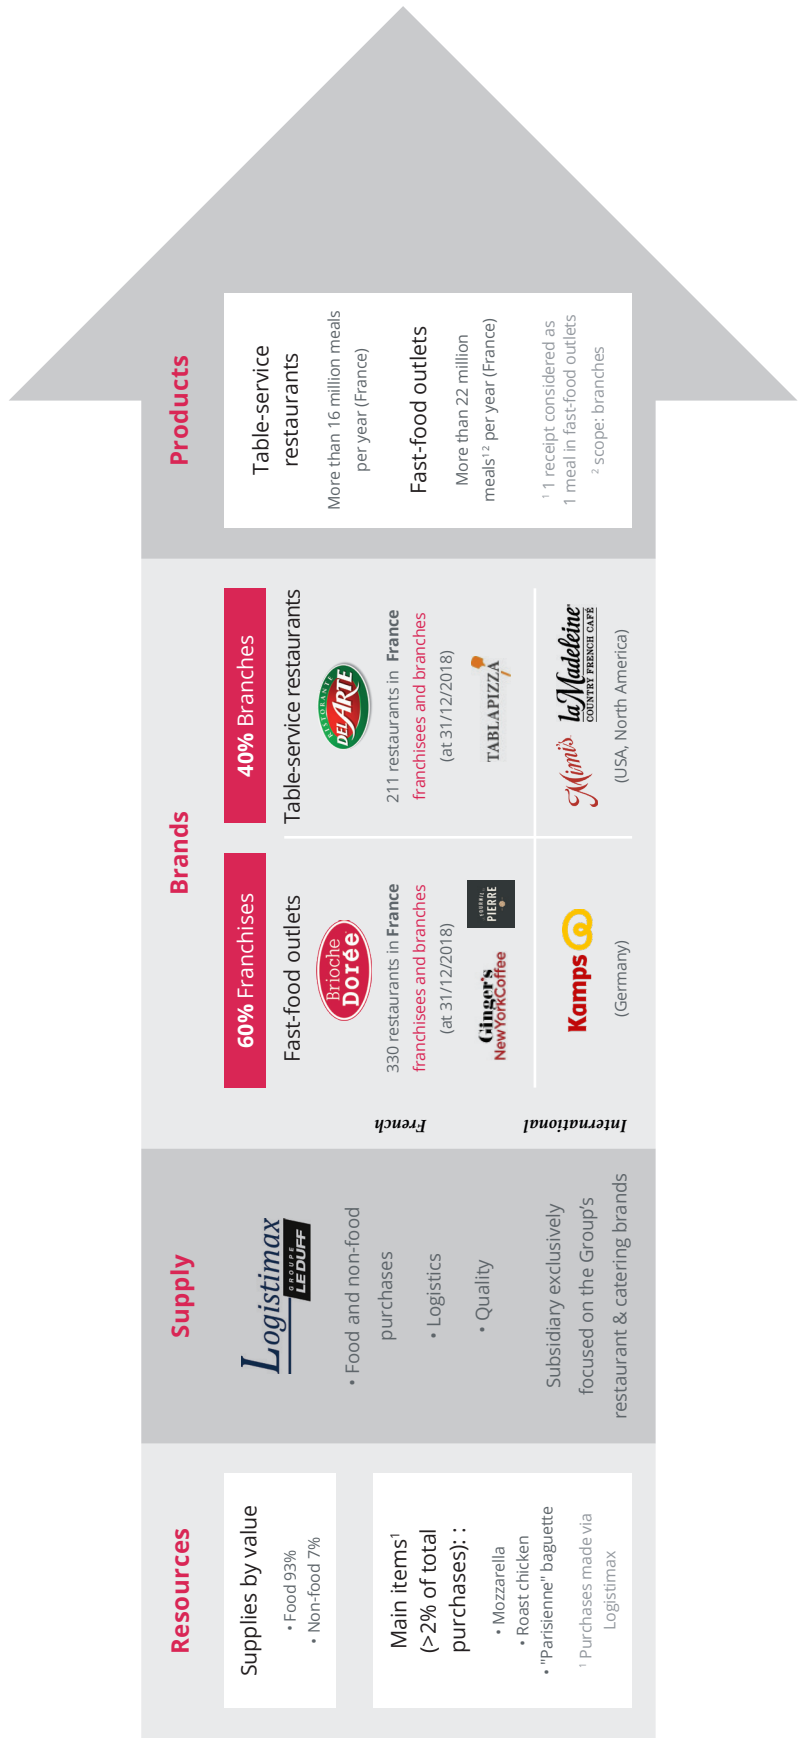 Resources
Supplies by value
• Food 93%
• Non-food 7%
Main items¹
(>2% of total
purchases): :
• Mozzarella
• Roast chicken
• "Parisienne" baguette
¹ Purchases made via
Logistimax
Supply
Logistimax
GROUPE
LE DUFF
• Food and non-food
purchases
• Logistics
• Quality
Subsidiary exclusively
focused on the Group's
restaurant & catering brands
Brands
French
International
60% Franchises
Fast-food outlets
Brioche
Dorée
330 restaurants in France
franchisees and branches
(at 31/12/2018)
Ginger's
NewYorkCoffee
FOURNIL
PIERRE
Kamps
(Germany)
40% Branches
Table-service restaurants
RISTORANTE
DEL ARTE
211 restaurants in France
franchisees and branches
(at 31/12/2018)
TABLAPIZZA
Mimi's
la Madeleine
COUNTRY FRENCH CAFÉ
(USA, North America)
Products
Table-service
restaurants
More than 16 million meals
per year (France)
Fast-food outlets
More than 22 million
meals¹ ² per year (France)
¹ 1 receipt considered as
1 meal in fast-food outlets
² scope: branches